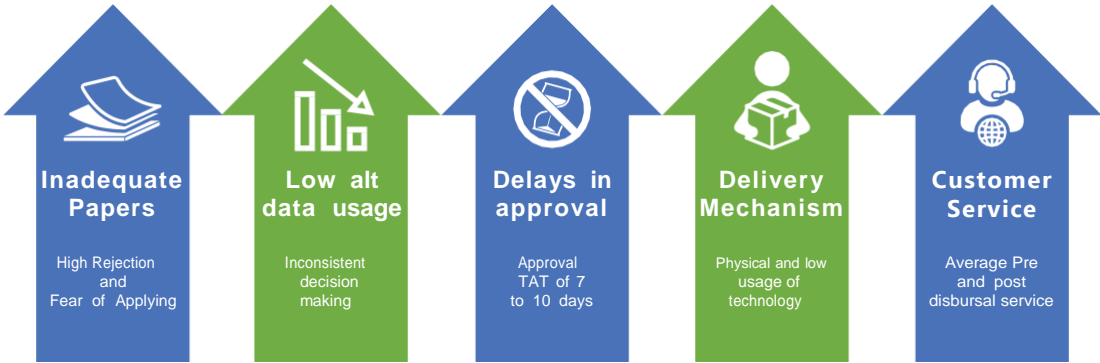 Inadequate
Papers
High Rejection
and
Fear of Applying
Low alt
data usage
Inconsistent
decision
making
Delays in
approval
Approval
TAT of 7
to 10 days
Delivery
Mechanism
Physical and low
usage of
technology
Customer
Service
Average Pre
and post
disbursal service